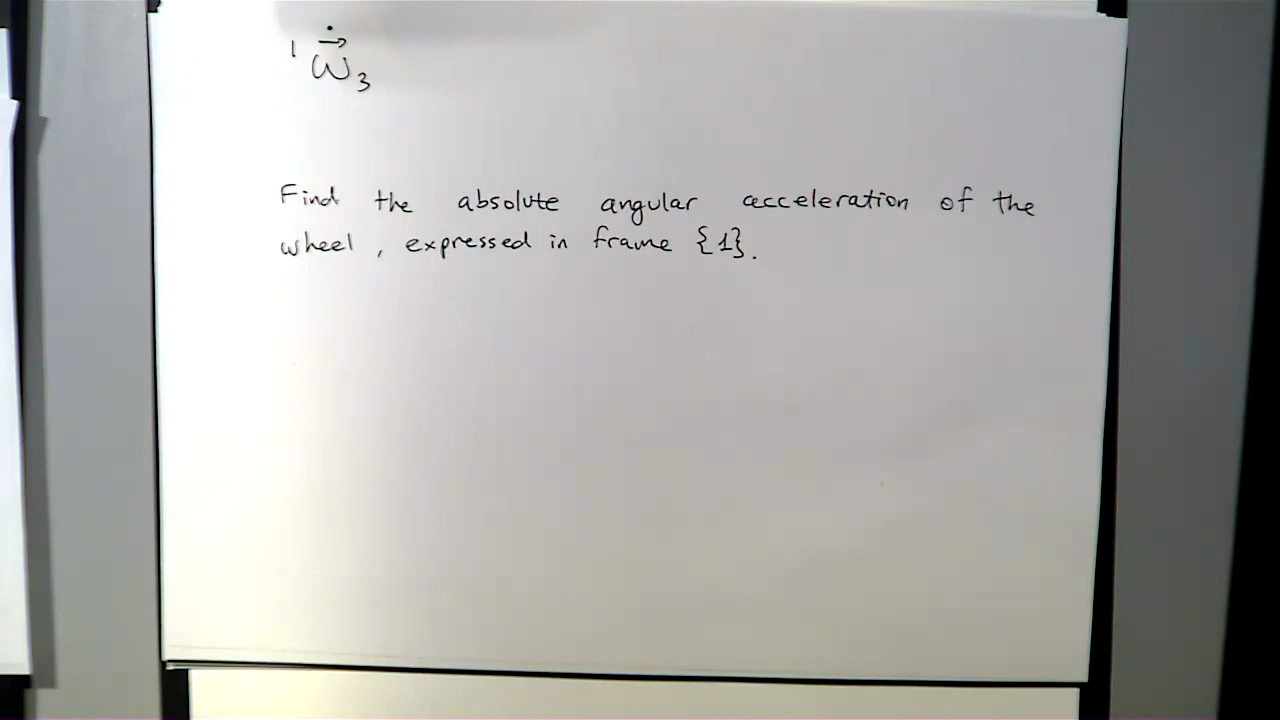 ¹ω⃗̇₃
Find the absolute angular acceleration of the
wheel, expressed in frame {1}.